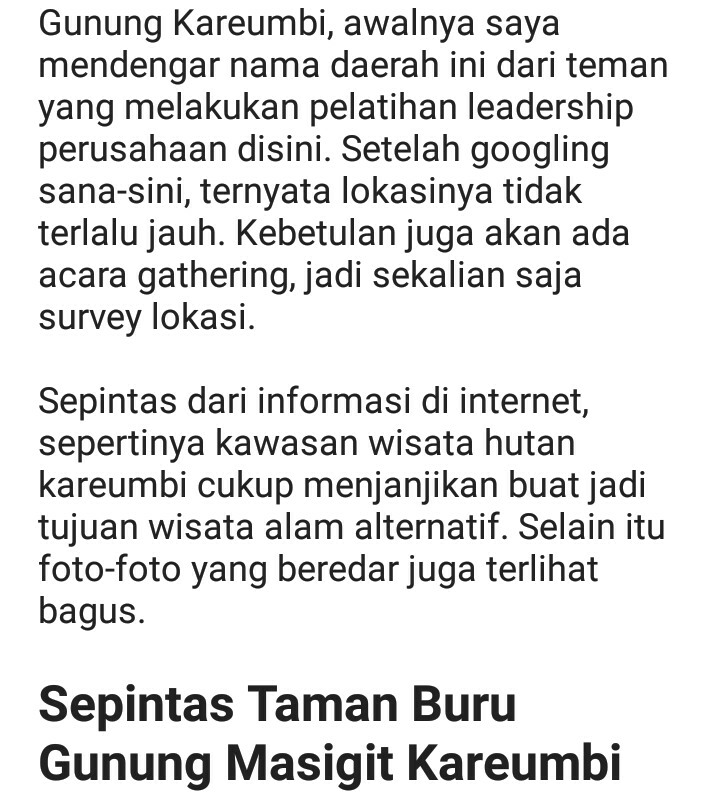 Gunung Kareumbi, awalnya saya
mendengar nama daerah ini dari teman
yang melakukan pelatihan leadership
perusahaan disini. Setelah googling
sana-sini, ternyata lokasinya tidak
terlalu jauh. Kebetulan juga akan ada
acara gathering, jadi sekalian saja
survey lokasi.
Sepintas dari informasi di internet,
sepertinya kawasan wisata hutan
kareumbi cukup menjanjikan buat jadi
tujuan wisata alam alternatif. Selain itu
foto-foto yang beredar juga terlihat
bagus.
Sepintas Taman Buru
Gunung Masigit Kareumbi